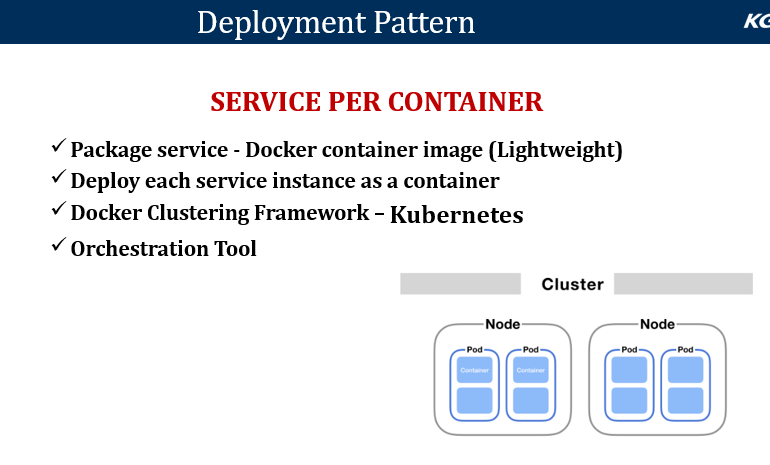 Deployment Pattern
KG
SERVICE PER CONTAINER
✓ Package service - Docker container image (Lightweight)
✓ Deploy each service instance as a container
✓ Docker Clustering Framework – Kubernetes
✓ Orchestration Tool
Cluster
Node Node
Pod Pod Pod Pod
Container Container